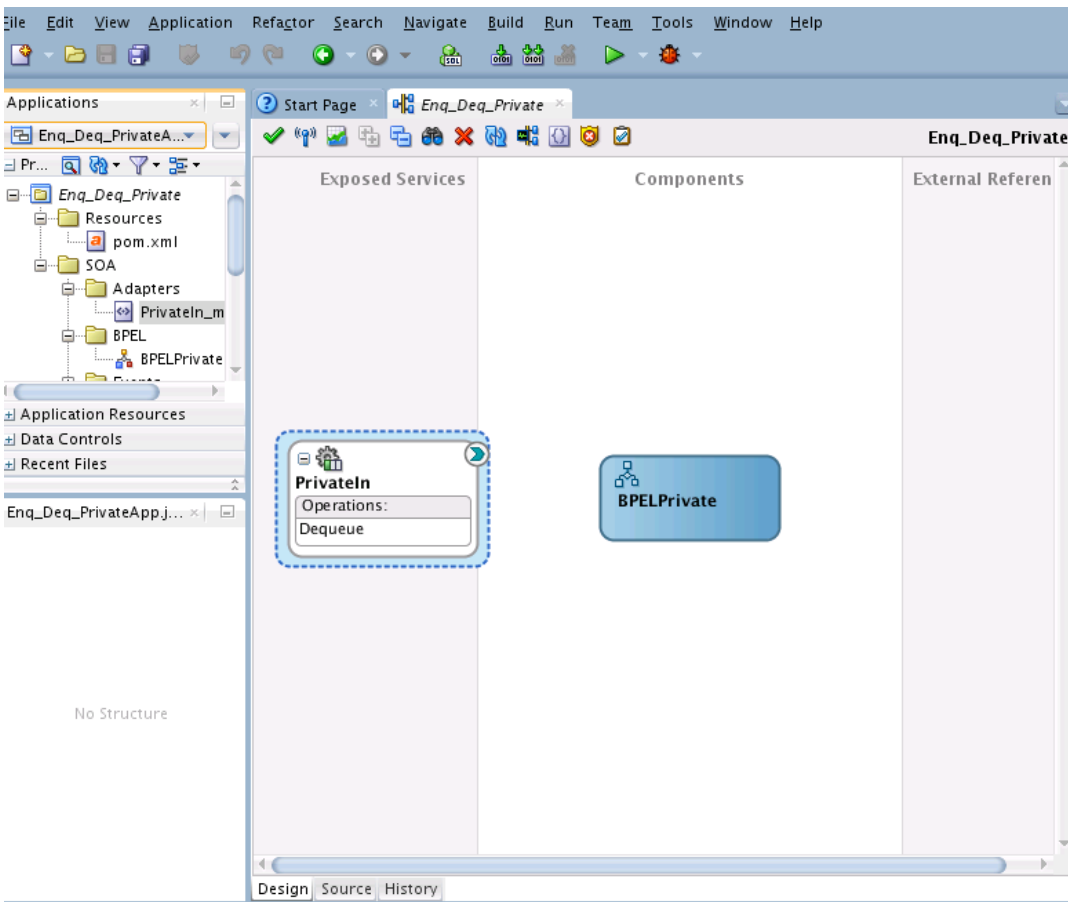 File Edit View Application Refactor Search Navigate Build Run Team Tools Window Help
Applications
Start Page
Enq_Deq_Private
Enq_Deq_PrivateA...
Enq_Deq_Private
Pr...
Exposed Services
Components
External Referen
Enq_Deq_Private
Resources
pom.xml
SOA
Adapters
PrivateIn_m
BPEL
BPELPrivate
Application Resources
Data Controls
Recent Files
PrivateIn
Operations:
Dequeue
BPELPrivate
Enq_Deq_PrivateApp.j...
No Structure
Design Source History